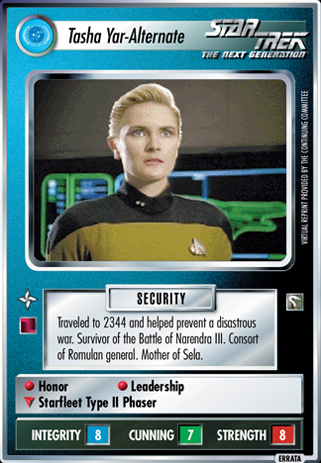 Tasha Yar-Alternate
STAR TREK
THE NEXT GENERATION
VIRTUAL REPRINT PROVIDED BY THE CONTINUING COMMITTEE
SECURITY
Traveled to 2344 and helped prevent a disastrous
war. Survivor of the Battle of Narendra III. Consort
of Romulan general. Mother of Sela.
Honor Leadership
Starfleet Type II Phaser
INTEGRITY 8 CUNNING 7 STRENGTH 8
ERRATA